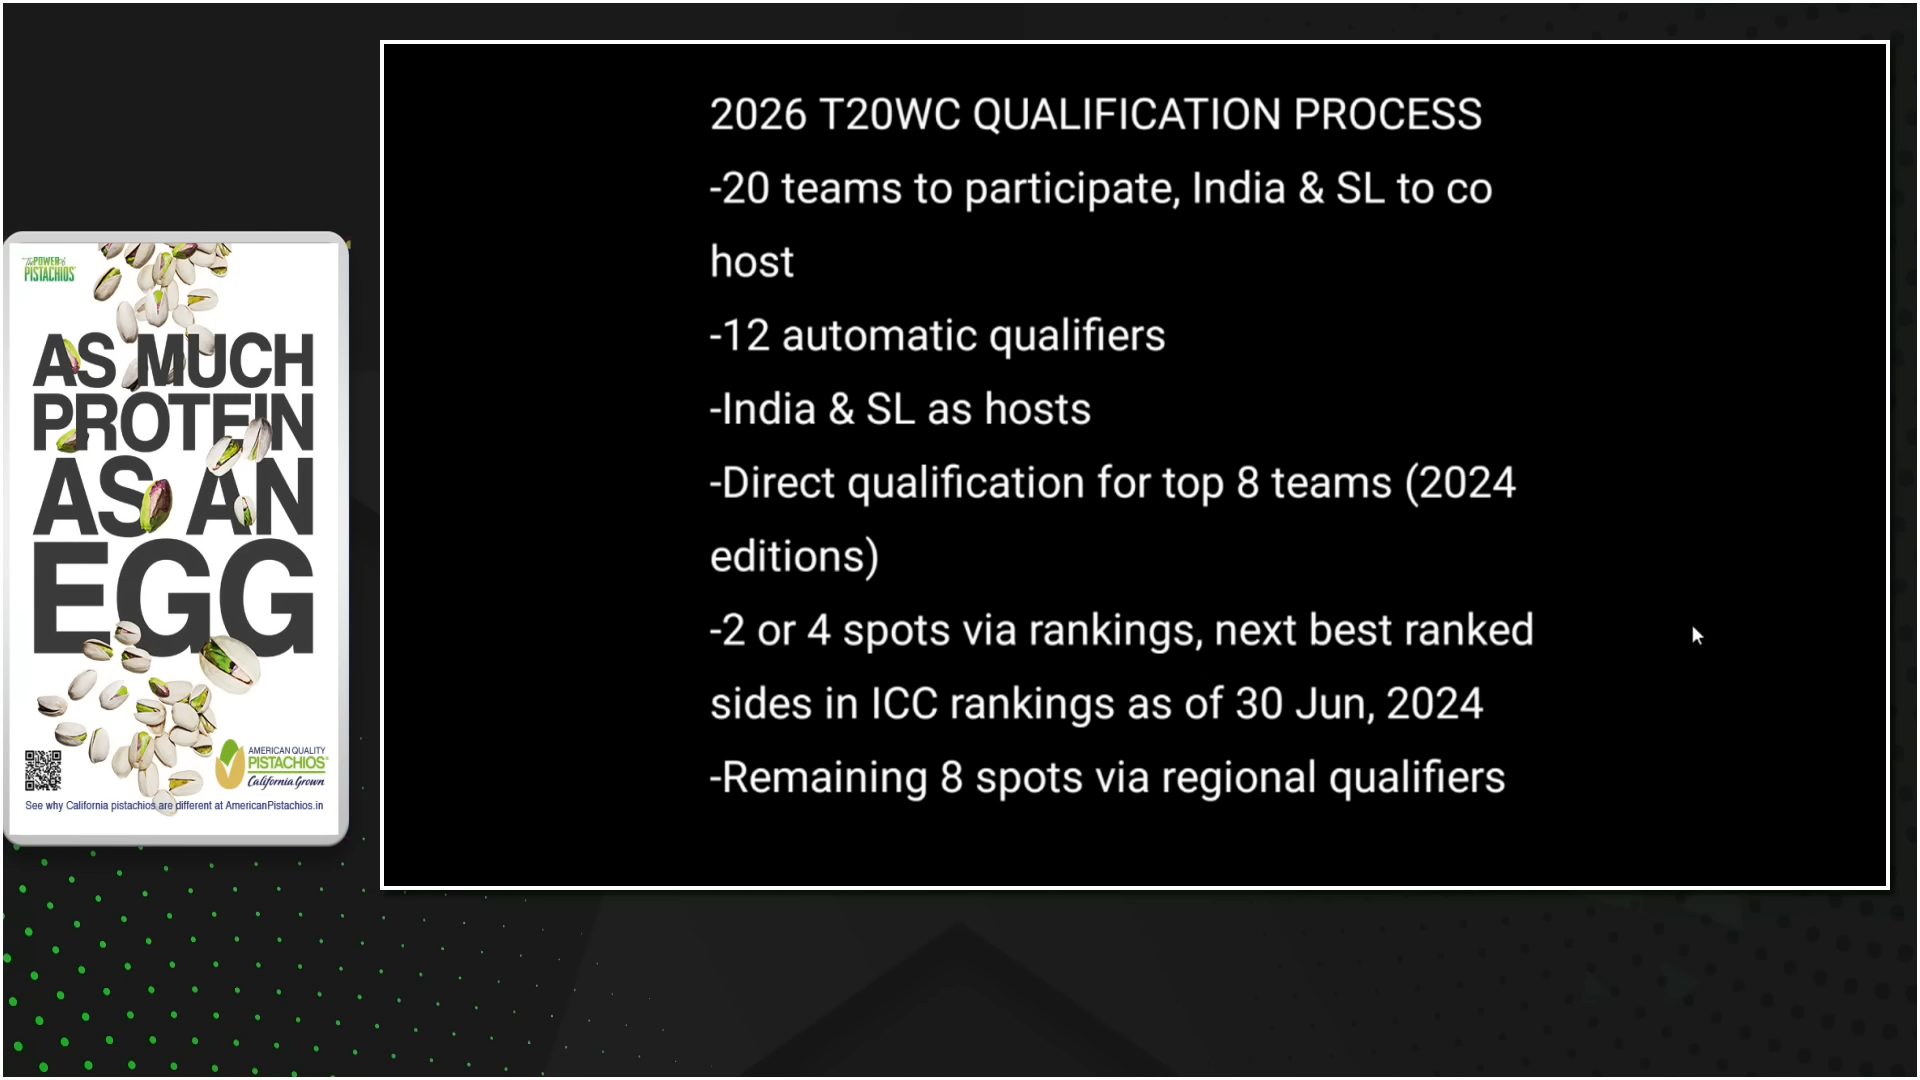 2026 T20WC QUALIFICATION PROCESS
-20 teams to participate, India & SL to co
host
-12 automatic qualifiers
-India & SL as hosts
-Direct qualification for top 8 teams (2024
editions)
-2 or 4 spots via rankings, next best ranked
sides in ICC rankings as of 30 Jun, 2024
-Remaining 8 spots via regional qualifiers
The POWER of
PISTACHIOS
AS MUCH
PROTEIN
AS AN
EGG
AMERICAN QUALITY
PISTACHIOS
California Grown
See why California pistachios are different at AmericanPistachios.in